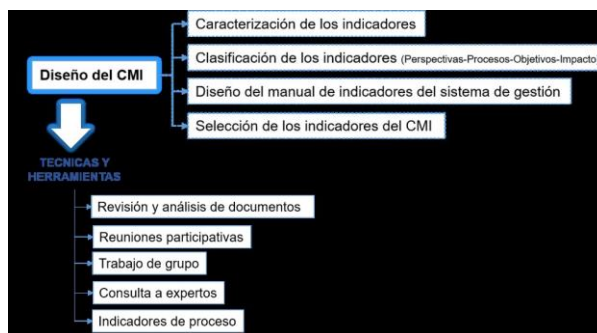 Caracterización de los indicadores
Clasificación de los indicadores (Perspectivas-Procesos-Objetivos-Impacto)
Diseño del CMI
Diseño del manual de indicadores del sistema de gestión
Selección de los indicadores del CMI
TECNICAS Y
HERRAMIENTAS
Revisión y análisis de documentos
Reuniones participativas
Trabajo de grupo
Consulta a expertos
Indicadores de proceso